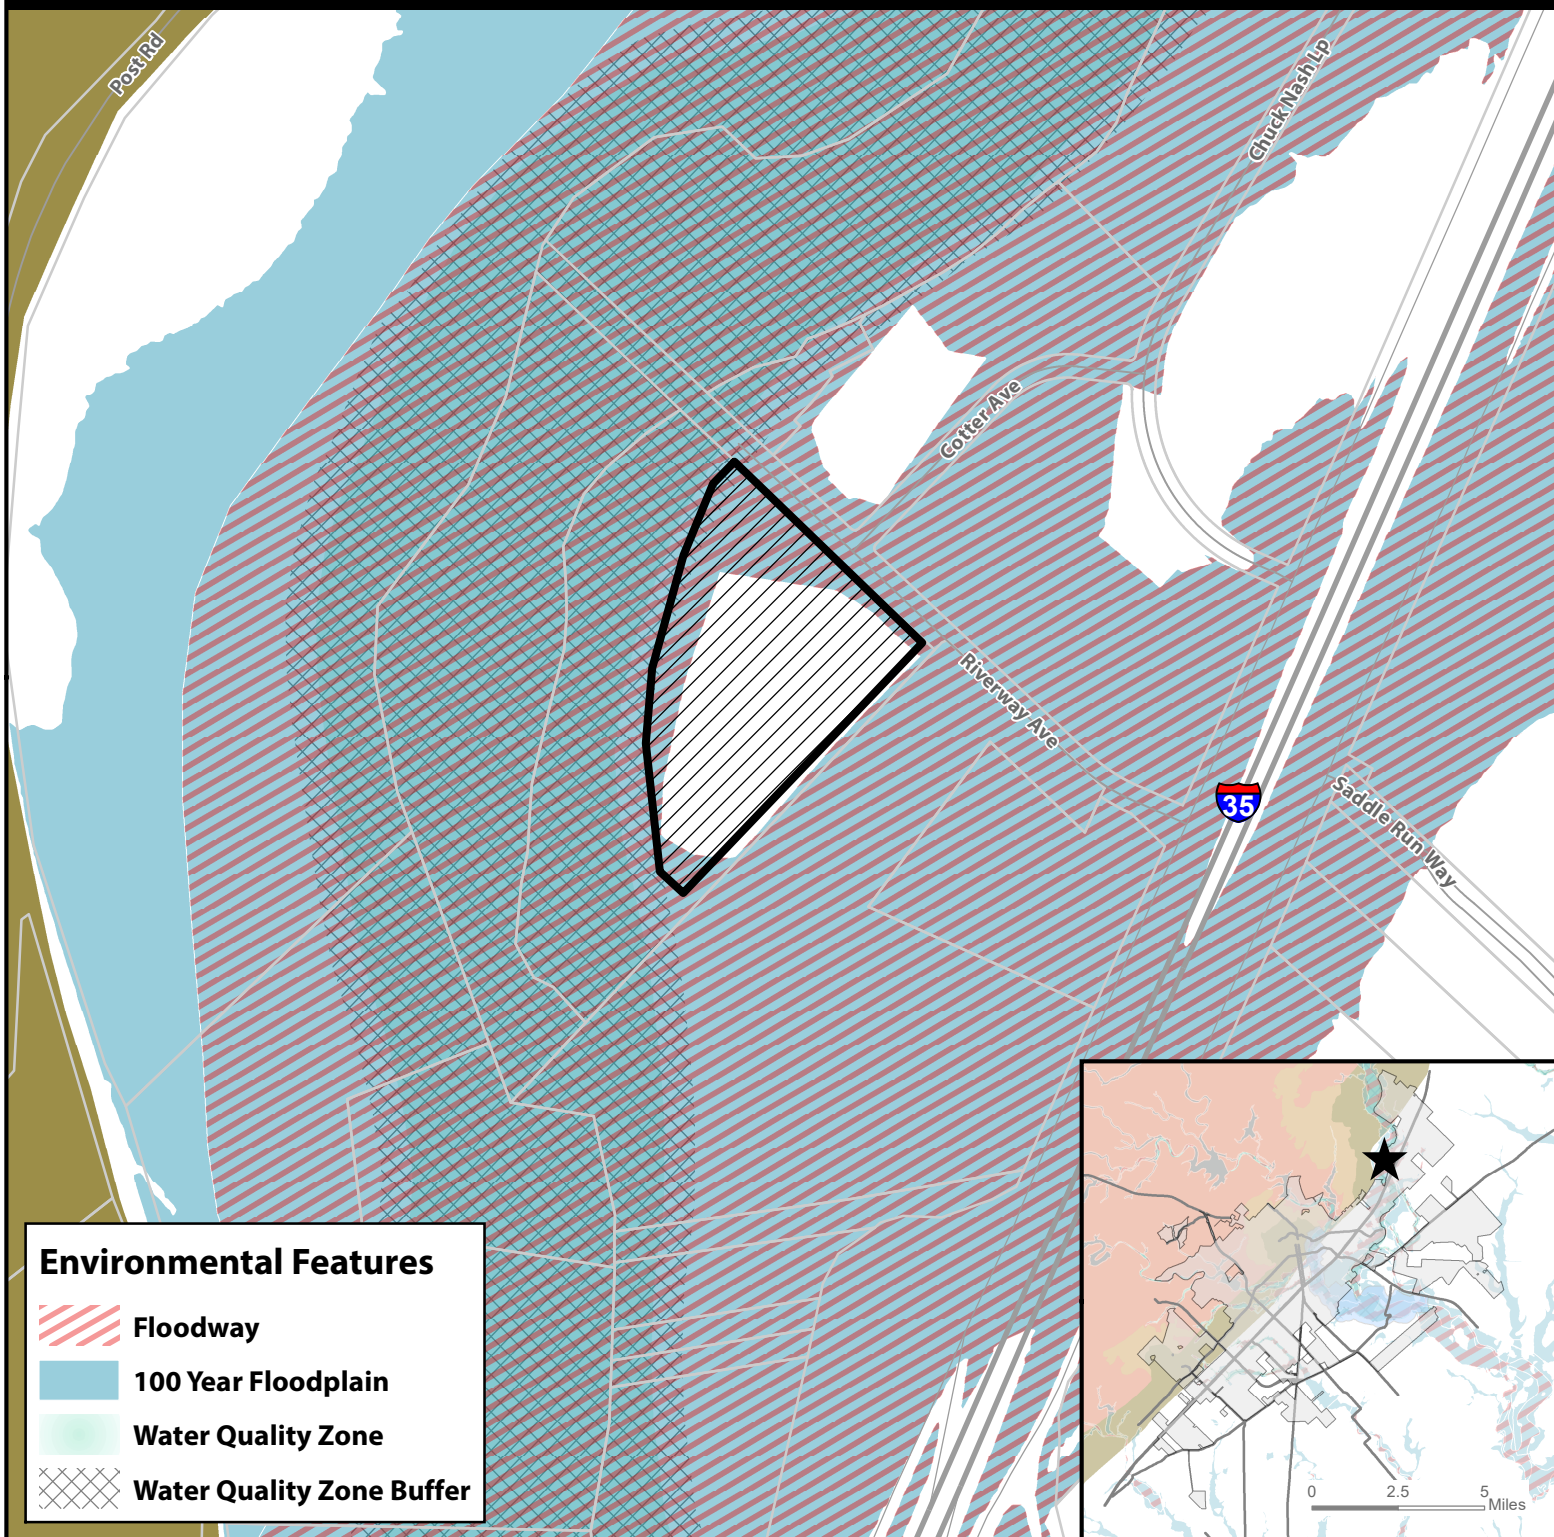 Post Rd
Chuck Nash Lp
Cotter Ave
Riverway Ave
35
Saddle Run Way
Environmental Features
Floodway
100 Year Floodplain
Water Quality Zone
Water Quality Zone Buffer
0 2.5 5
Miles